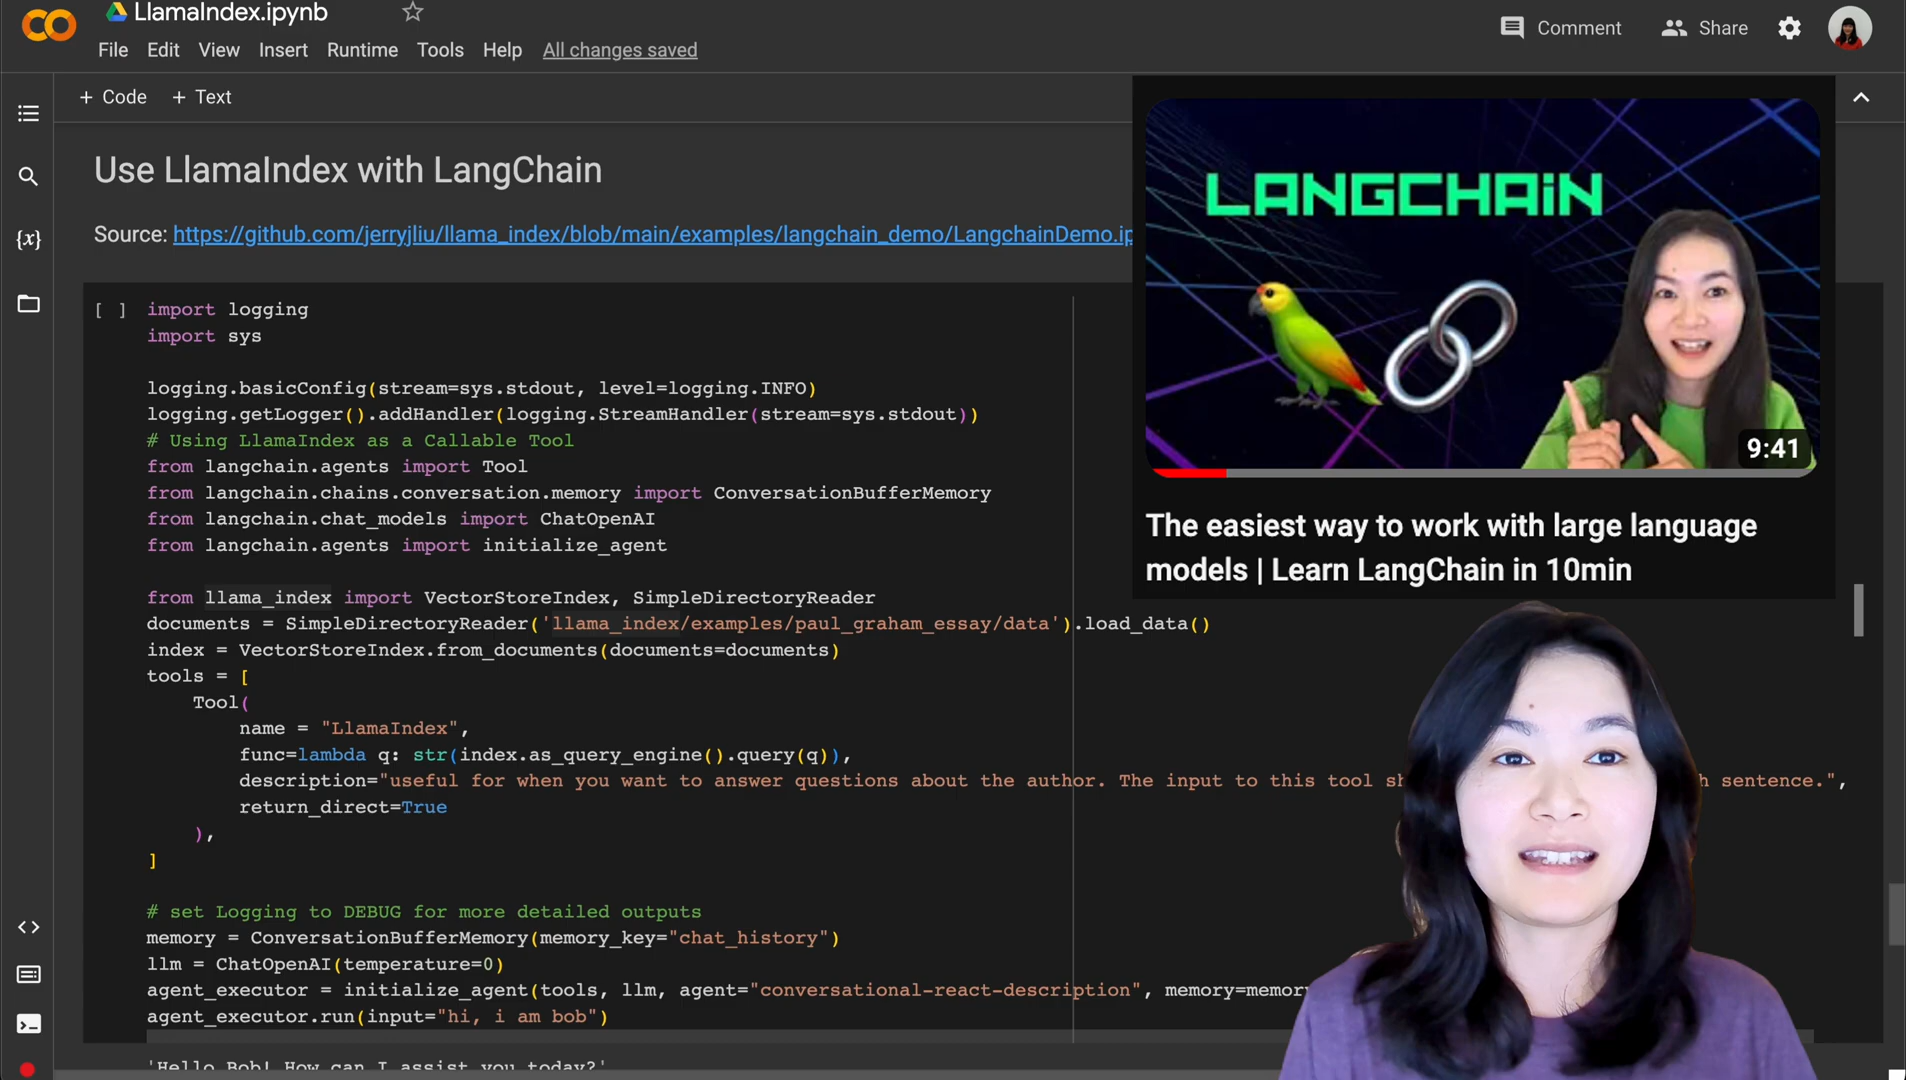 LlamaIndex.ipynb
File Edit View Insert Runtime Tools Help All changes saved
Comment Share
+ Code + Text
Use LlamaIndex with LangChain
Source: https://github.com/jerryjliu/llama_index/blob/main/examples/langchain_demo/LangchainDemo.ip
[ ] import logging
import sys
logging.basicConfig(stream=sys.stdout, level=logging.INFO)
logging.getLogger().addHandler(logging.StreamHandler(stream=sys.stdout))
# Using LlamaIndex as a Callable Tool
from langchain.agents import Tool
from langchain.chains.conversation.memory import ConversationBufferMemory
from langchain.chat_models import ChatOpenAI
from langchain.agents import initialize_agent
from llama_index import VectorStoreIndex, SimpleDirectoryReader
documents = SimpleDirectoryReader('llama_index/examples/paul_graham_essay/data').load_data()
index = VectorStoreIndex.from_documents(documents=documents)
tools = [
Tool(
name = "LlamaIndex",
func=lambda q: str(index.as_query_engine().query(q)),
description="useful for when you want to answer questions about the author. The input to this tool sh sentence.",
return_direct=True
),
]
# set Logging to DEBUG for more detailed outputs
memory = ConversationBufferMemory(memory_key="chat_history")
llm = ChatOpenAI(temperature=0)
agent_executor = initialize_agent(tools, llm, agent="conversational-react-description", memory=memory
agent_executor.run(input="hi, i am bob")
'Hello Bob! How can I assist you today?'
{x}
LANGCHAiN
9:41
The easiest way to work with large language
models | Learn LangChain in 10min